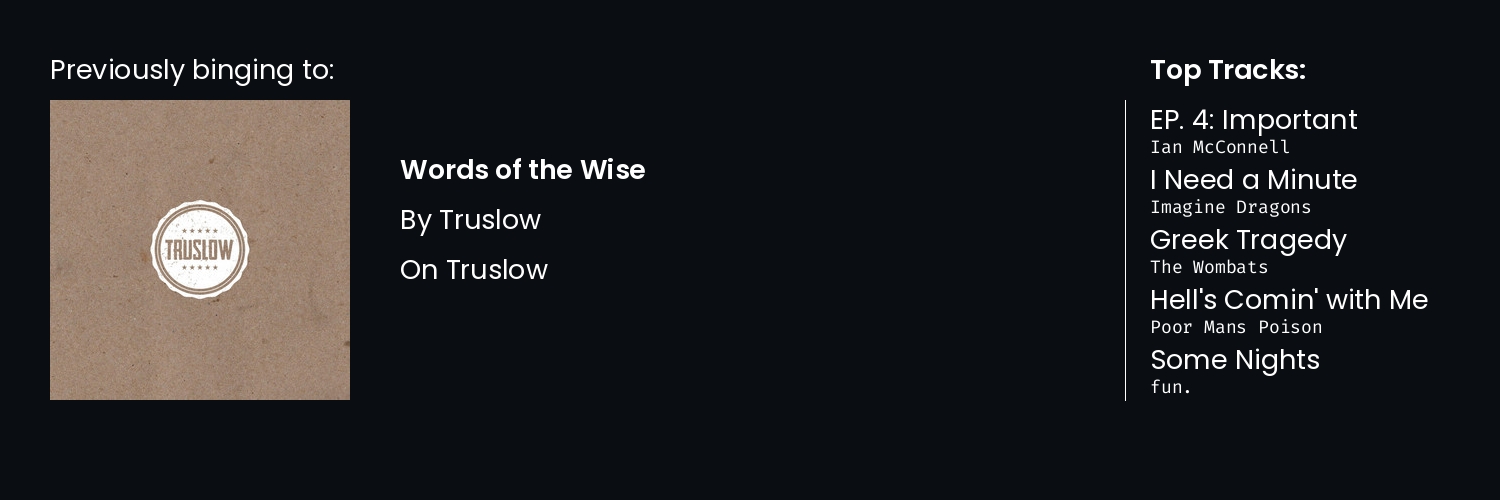 Previously binging to:
TRUSLOW
Words of the Wise
By Truslow
On Truslow
Top Tracks:
EP. 4: Important
Ian McConnell
I Need a Minute
Imagine Dragons
Greek Tragedy
The Wombats
Hell's Comin' with Me
Poor Mans Poison
Some Nights
fun.